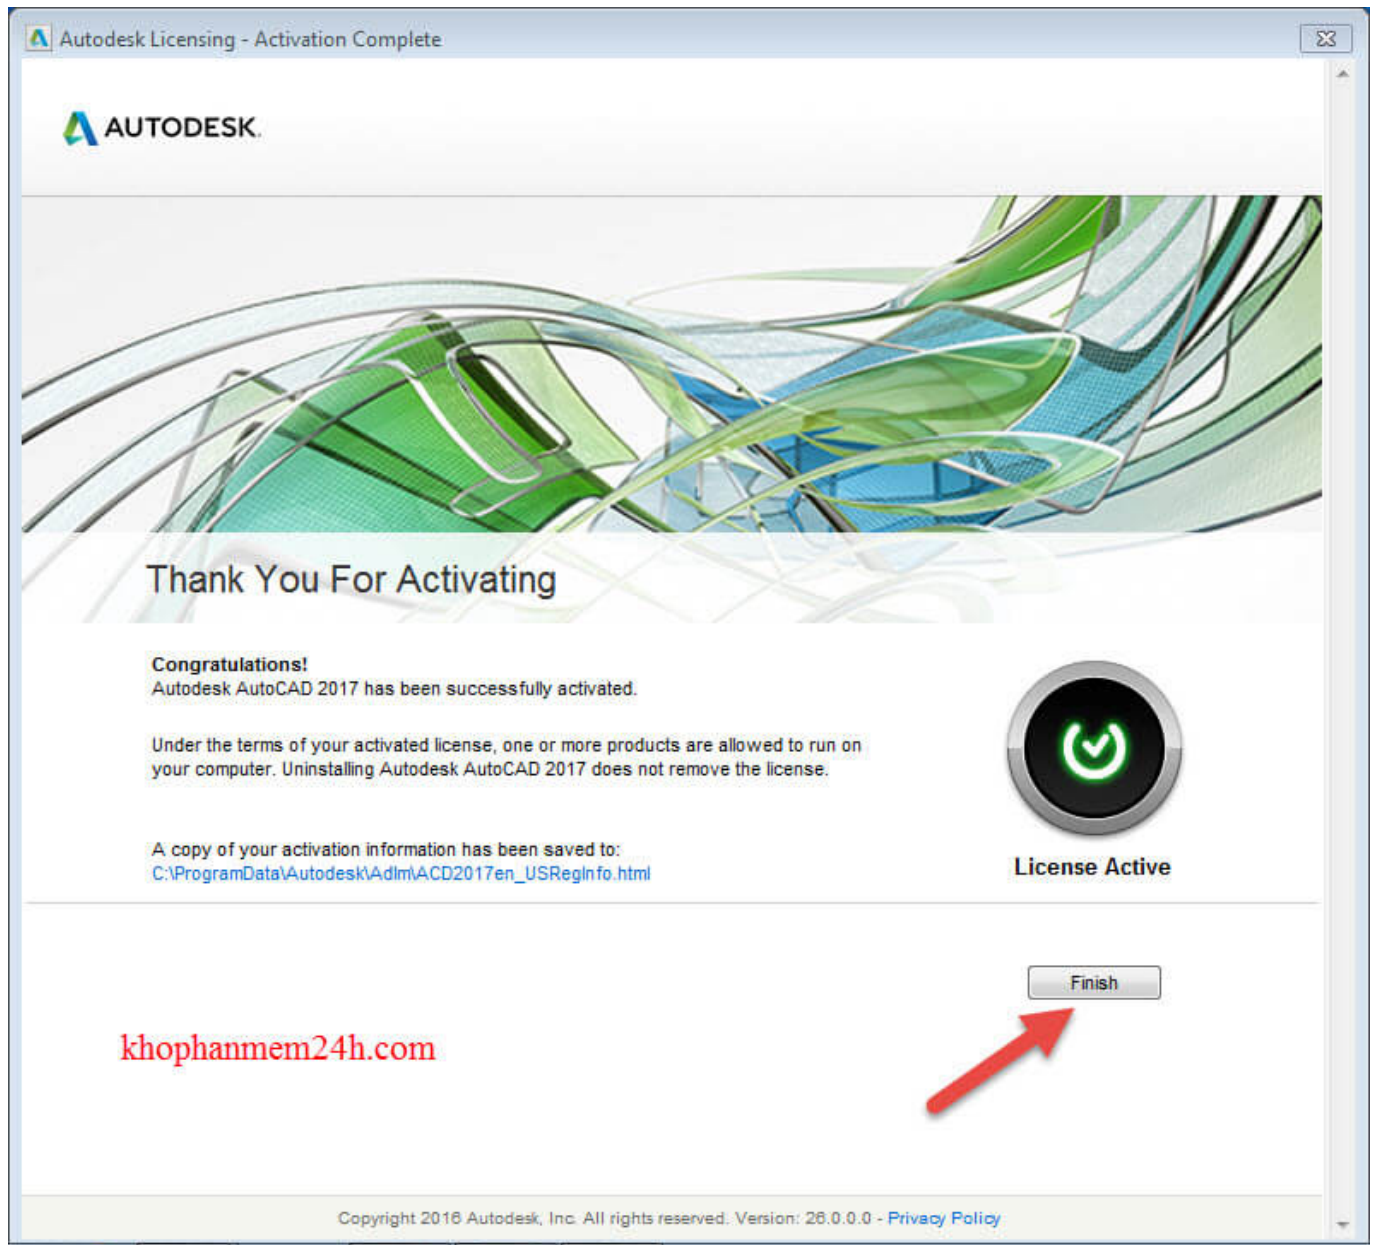 Autodesk Licensing - Activation Complete
AUTODESK.
Thank You For Activating
Congratulations!
Autodesk AutoCAD 2017 has been successfully activated.
Under the terms of your activated license, one or more products are allowed to run on
your computer. Uninstalling Autodesk AutoCAD 2017 does not remove the license.
A copy of your activation information has been saved to:
C:\ProgramData\Autodesk\Adlm\ACD2017en_USRegInfo.html
License Active
Finish
khophanmem24h.com
Copyright 2016 Autodesk, Inc. All rights reserved. Version: 26.0.0.0 - Privacy Policy